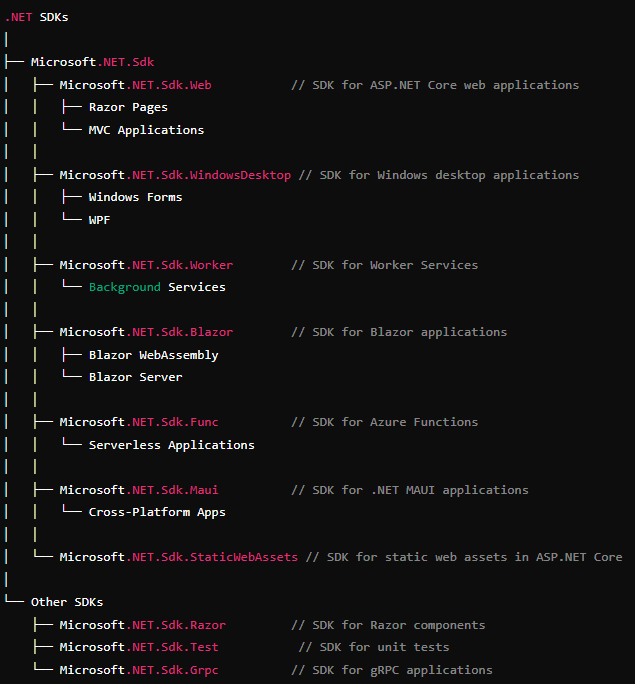 .NET SDKs
│
├── Microsoft.NET.Sdk
│   ├── Microsoft.NET.Sdk.Web           // SDK for ASP.NET Core web applications
│   │   ├── Razor Pages
│   │   └── MVC Applications
│   │
│   ├── Microsoft.NET.Sdk.WindowsDesktop // SDK for Windows desktop applications
│   │   ├── Windows Forms
│   │   └── WPF
│   │
│   ├── Microsoft.NET.Sdk.Worker        // SDK for Worker Services
│   │   └── Background Services
│   │
│   ├── Microsoft.NET.Sdk.Blazor        // SDK for Blazor applications
│   │   ├── Blazor WebAssembly
│   │   └── Blazor Server
│   │
│   ├── Microsoft.NET.Sdk.Func          // SDK for Azure Functions
│   │   └── Serverless Applications
│   │
│   ├── Microsoft.NET.Sdk.Maui          // SDK for .NET MAUI applications
│   │   └── Cross-Platform Apps
│   │
│   └── Microsoft.NET.Sdk.StaticWebAssets // SDK for static web assets in ASP.NET Core
│
└── Other SDKs
    ├── Microsoft.NET.Sdk.Razor         // SDK for Razor components
    ├── Microsoft.NET.Sdk.Test           // SDK for unit tests
    └── Microsoft.NET.Sdk.Grpc          // SDK for gRPC applications